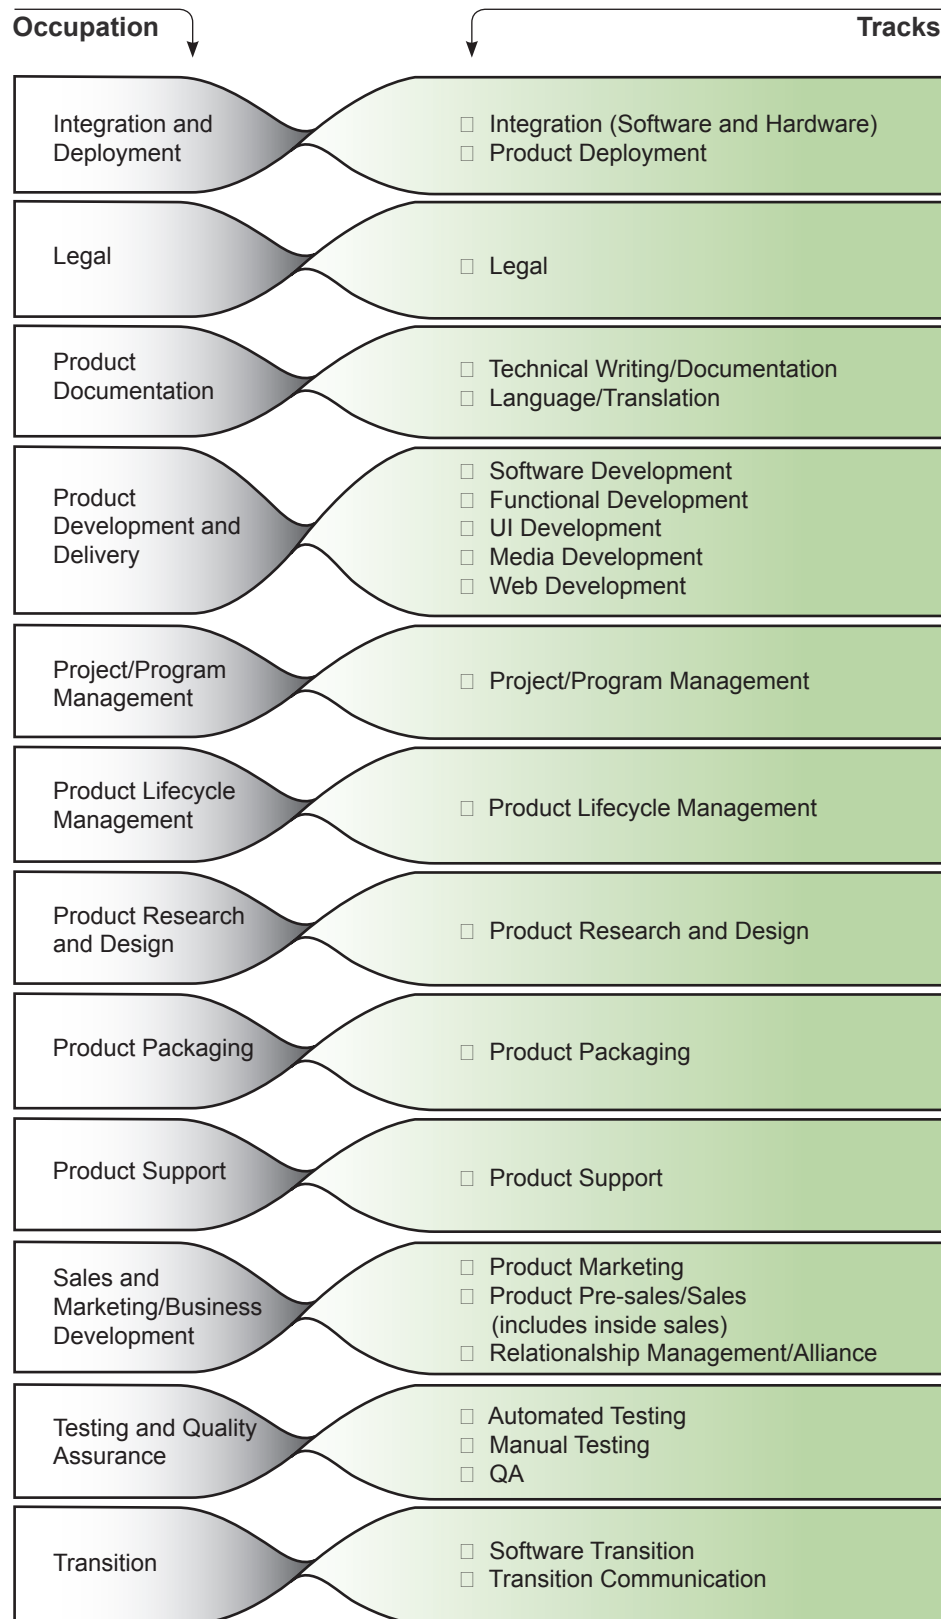 Occupation
Tracks
Integration and
Deployment
□ Integration (Software and Hardware)
□ Product Deployment
Legal
□ Legal
Product
Documentation
□ Technical Writing/Documentation
□ Language/Translation
Product
Development and
Delivery
□ Software Development
□ Functional Development
□ UI Development
□ Media Development
□ Web Development
Project/Program
Management
□ Project/Program Management
Product Lifecycle
Management
□ Product Lifecycle Management
Product Research
and Design
□ Product Research and Design
Product Packaging
□ Product Packaging
Product Support
□ Product Support
Sales and
Marketing/Business
Development
□ Product Marketing
□ Product Pre-sales/Sales
(includes inside sales)
□ Relationalship Management/Alliance
Testing and Quality
Assurance
□ Automated Testing
□ Manual Testing
□ QA
Transition
□ Software Transition
□ Transition Communication